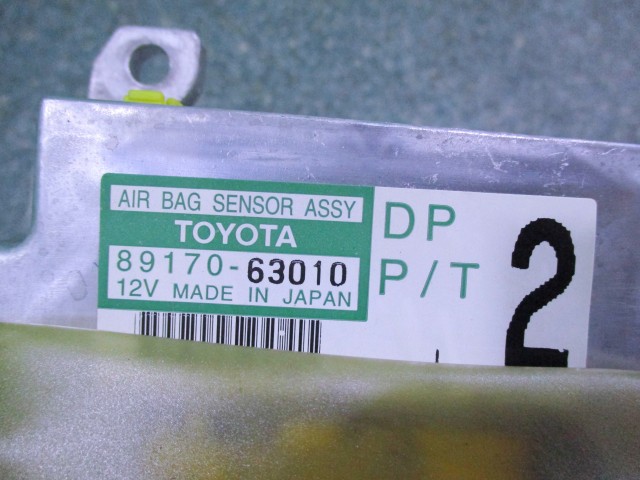 AIR BAG SENSOR ASSY
TOYOTA
89170-63010
12V MADE IN JAPAN
DP
P/T
2